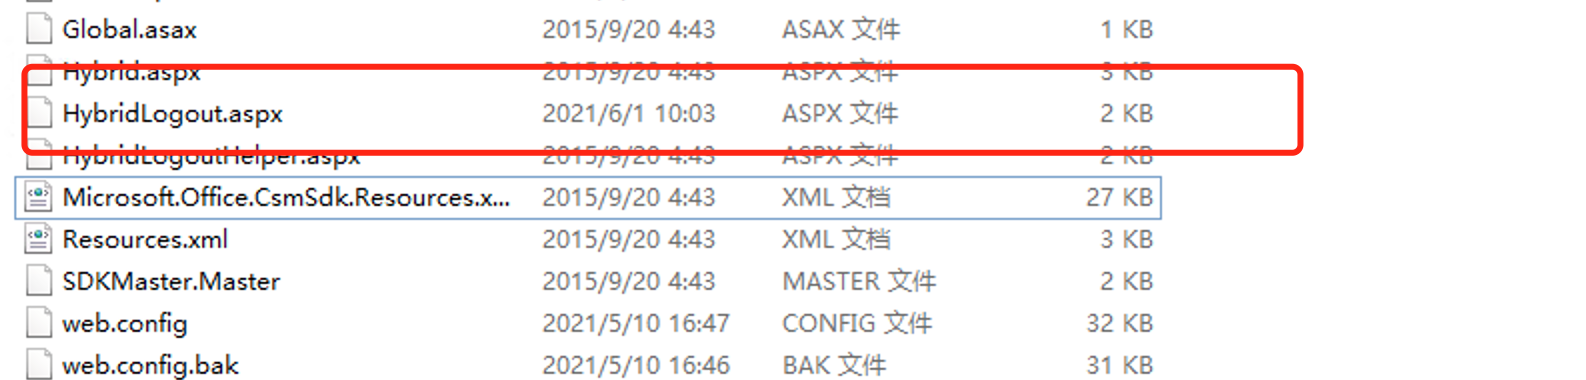 Global.asax 2015/9/20 4:43 ASAX 文件 1 KB
Hybrid.aspx 2015/9/20 4:43 ASPX 文件 3 KB
HybridLogout.aspx 2021/6/1 10:03 ASPX 文件 2 KB
HybridLogoutHelper.aspx 2015/9/20 4:43 ASPX 文件 2 KB
Microsoft.Office.CsmSdk.Resources.x... 2015/9/20 4:43 XML 文档 27 KB
Resources.xml 2015/9/20 4:43 XML 文档 3 KB
SDKMaster.Master 2015/9/20 4:43 MASTER 文件 2 KB
web.config 2021/5/10 16:47 CONFIG 文件 32 KB
web.config.bak 2021/5/10 16:46 BAK 文件 31 KB